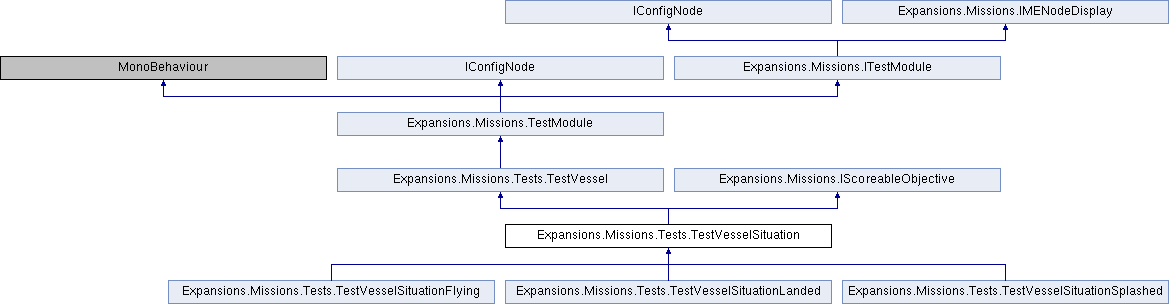 IConfigNode
Expansions.Missions.IMENodeDisplay
MonoBehaviour
IConfigNode
Expansions.Missions.ITestModule
Expansions.Missions.TestModule
Expansions.Missions.Tests.TestVessel
Expansions.Missions.IScoreableObjective
Expansions.Missions.Tests.TestVesselSituation
Expansions.Missions.Tests.TestVesselSituationFlying
Expansions.Missions.Tests.TestVesselSituationLanded
Expansions.Missions.Tests.TestVesselSituationSplashed